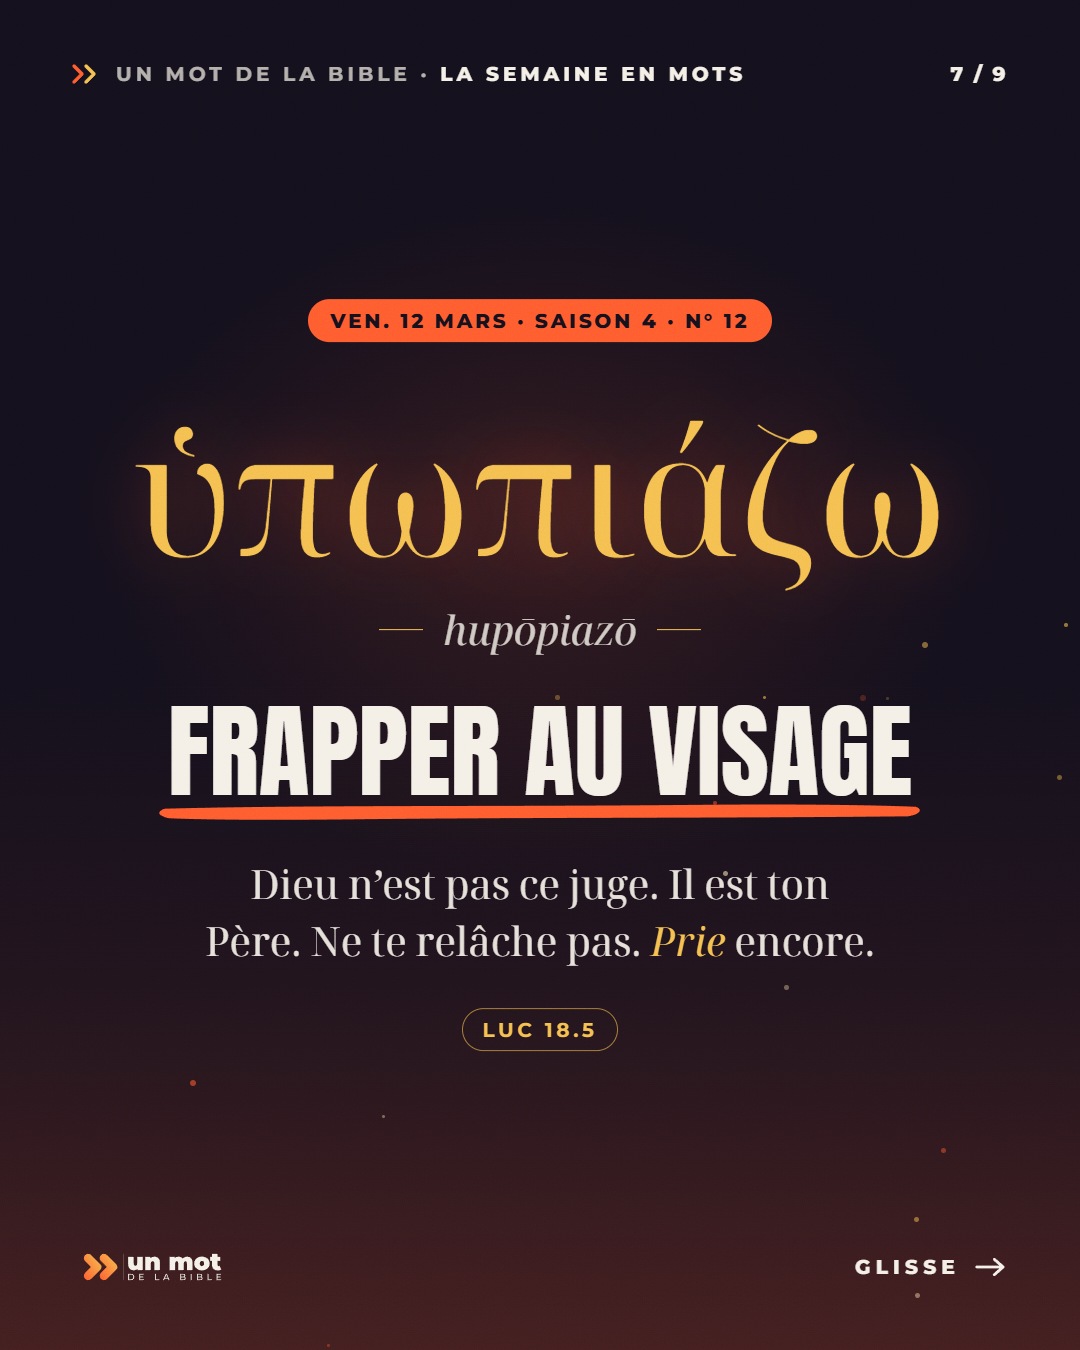 UN MOT DE LA BIBLE · LA SEMAINE EN MOTS
7 / 9
VEN. 12 MARS · SAISON 4 · N° 12
ὑπωπιάζω
hupōpiazō
FRAPPER AU VISAGE
Dieu n’est pas ce juge. Il est ton
Père. Ne te relâche pas. Prie encore.
LUC 18.5
un mot
DE LA BIBLE
GLISSE →